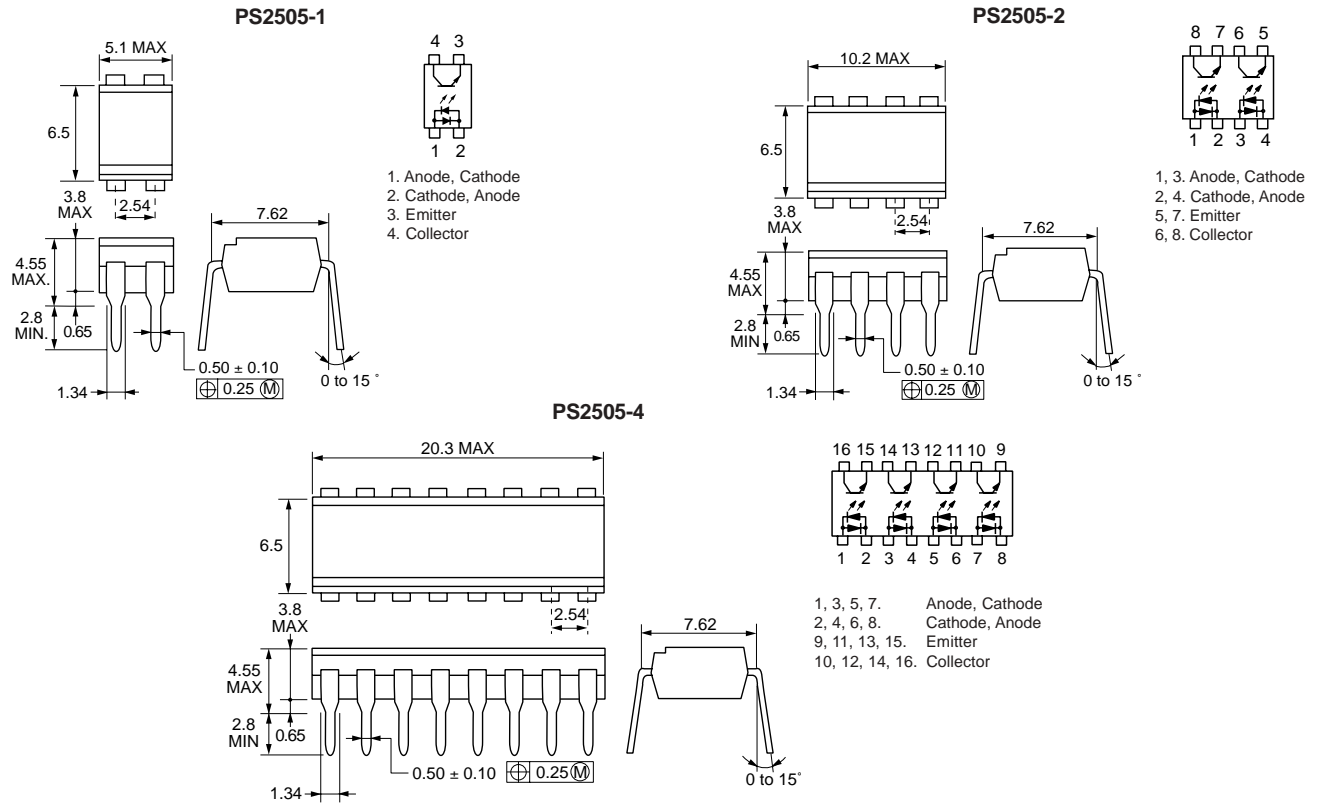 PS2505-1
5.1 MAX
6.5
3.8
MAX
2.54
7.62
4.55
MAX.
2.8
MIN.
0.65
0.50 ± 0.10
⌖ 0.25 Ⓜ
1.34
0 to 15 °
4 3
1 2
1. Anode, Cathode
2. Cathode, Anode
3. Emitter
4. Collector
PS2505-2
10.2 MAX
6.5
3.8
MAX
2.54
7.62
4.55
MAX
2.8
MIN
0.65
0.50 ± 0.10
⌖ 0.25 Ⓜ
1.34
0 to 15 °
8 7 6 5
1 2 3 4
1, 3. Anode, Cathode
2, 4. Cathode, Anode
5, 7. Emitter
6, 8. Collector
PS2505-4
20.3 MAX
6.5
3.8
MAX
2.54
7.62
4.55
MAX
2.8
MIN
0.65
0.50 ± 0.10 ⌖ 0.25 Ⓜ
1.34
0 to 15°
16 15 14 13 12 11 10 9
1 2 3 4 5 6 7 8
1, 3, 5, 7. Anode, Cathode
2, 4, 6, 8. Cathode, Anode
9, 11, 13, 15. Emitter
10, 12, 14, 16. Collector